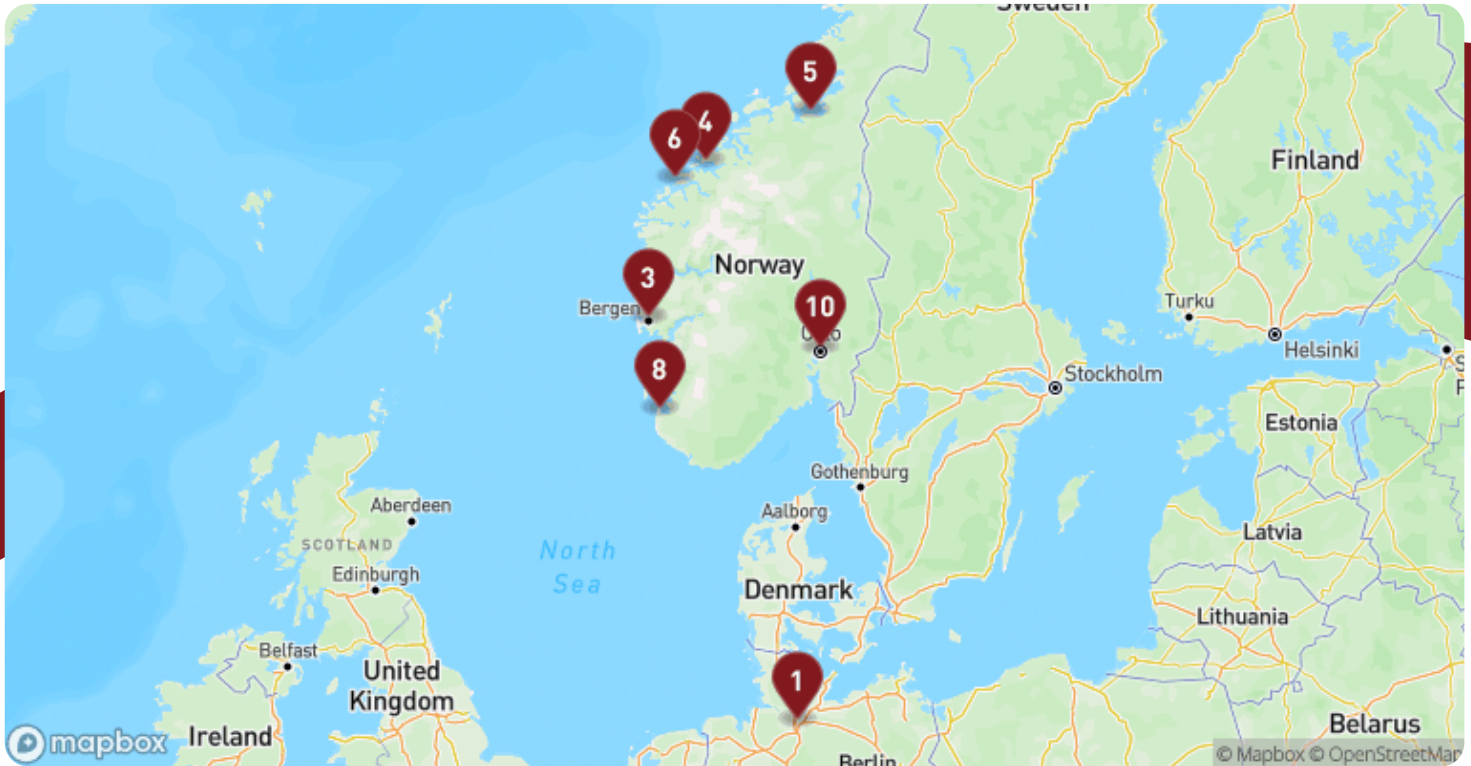 Sweden
5
4
6
Finland
Norway
3
Bergen
10
Turku
Helsinki
8
Stockholm
Estonia
Gothenburg
Aberdeen
Aalborg
Latvia
SCOTLAND
North
Sea
Edinburgh
Denmark
Lithuania
Belfast
United
Kingdom
1
Ireland
Belarus
mapbox
Berlin
© Mapbox © OpenStreetMap